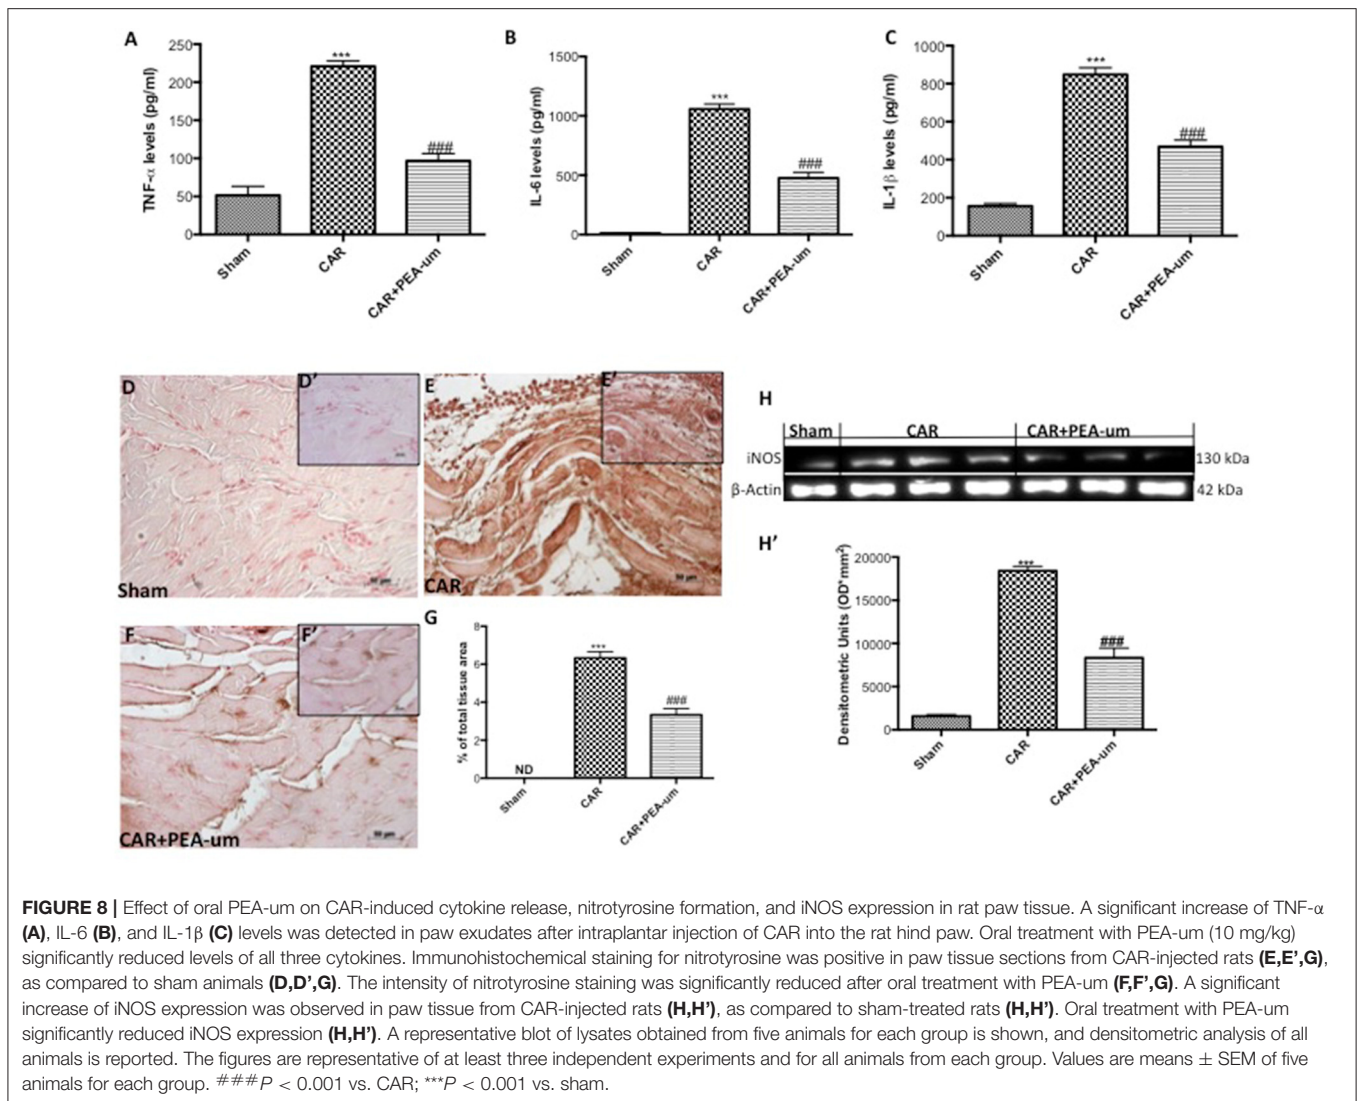 A
B
C
250
200
150
100
50
0
TNF-α levels (pg/ml)
***
###
Sham
CAR
CAR+PEA-um
1500
1000
500
0
IL-6 levels (pg/ml)
***
###
Sham
CAR
CAR+PEA-um
1000
800
600
400
200
0
IL-1β levels (pg/ml)
***
###
Sham
CAR
CAR+PEA-um
D
D'
Sham
50 µm
E
E'
CAR
50 µm
F
F'
CAR+PEA-um
50 µm
G
8
6
4
2
0
% of total tissue area
ND
***
###
Sham
CAR
CAR+PEA-um
H
Sham CAR CAR+PEA-um
iNOS 130 kDa
β-Actin 42 kDa
H'
20000
15000
10000
5000
0
Densitometric Units (OD*mm²)
***
###
Sham
CAR
CAR+PEA-um
FIGURE 8 | Effect of oral PEA-um on CAR-induced cytokine release, nitrotyrosine formation, and iNOS expression in rat paw tissue. A significant increase of TNF-α
(A), IL-6 (B), and IL-1β (C) levels was detected in paw exudates after intraplantar injection of CAR into the rat hind paw. Oral treatment with PEA-um (10 mg/kg)
significantly reduced levels of all three cytokines. Immunohistochemical staining for nitrotyrosine was positive in paw tissue sections from CAR-injected rats (E,E',G),
as compared to sham animals (D,D',G). The intensity of nitrotyrosine staining was significantly reduced after oral treatment with PEA-um (F,F',G). A significant
increase of iNOS expression was observed in paw tissue from CAR-injected rats (H,H'), as compared to sham-treated rats (H,H'). Oral treatment with PEA-um
significantly reduced iNOS expression (H,H'). A representative blot of lysates obtained from five animals for each group is shown, and densitometric analysis of all
animals is reported. The figures are representative of at least three independent experiments and for all animals from each group. Values are means ± SEM of five
animals for each group. ###P < 0.001 vs. CAR; ***P < 0.001 vs. sham.